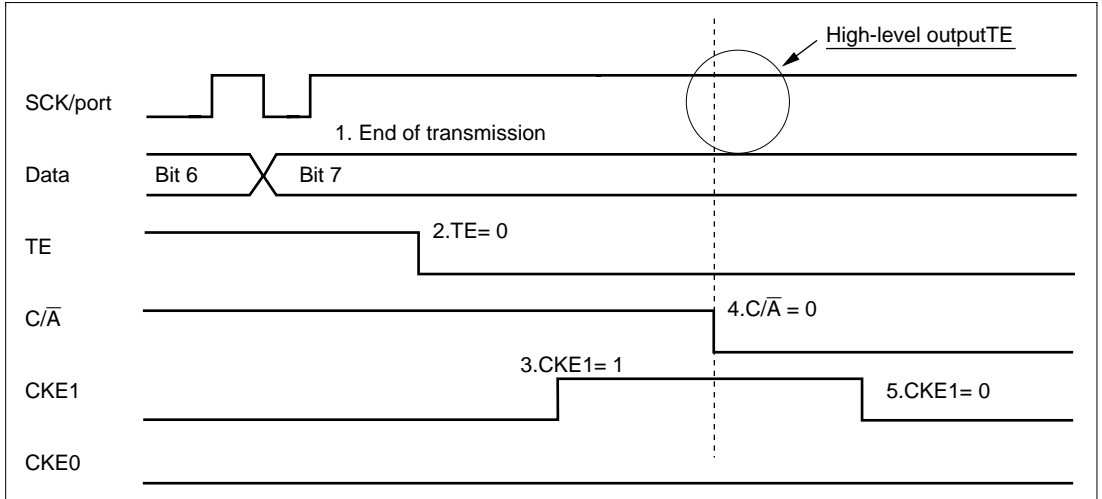 High-level outputTE
SCK/port
1. End of transmission
Data Bit 6 Bit 7
TE 2.TE= 0
C/A̅ 4.C/A̅ = 0
3.CKE1= 1
CKE1 5.CKE1= 0
CKE0